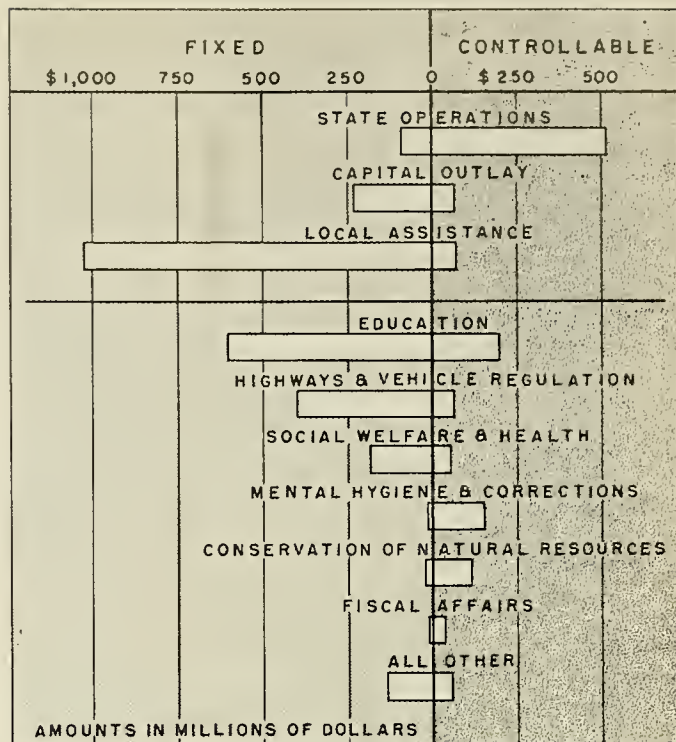 FIXED CONTROLLABLE
$1,000 750 500 250 0 $250 500
STATE OPERATIONS
CAPITAL OUTLAY
LOCAL ASSISTANCE
EDUCATION
HIGHWAYS & VEHICLE REGULATION
SOCIAL WELFAIRE & HEALTH
MENTAL HYGIENE & CORRECTIONS
CONSERVATION OF NATURAL RESOURCES
FISCAL AFFAIRS
ALL OTHER
AMOUNTS IN MILLIONS OF DOLLARS